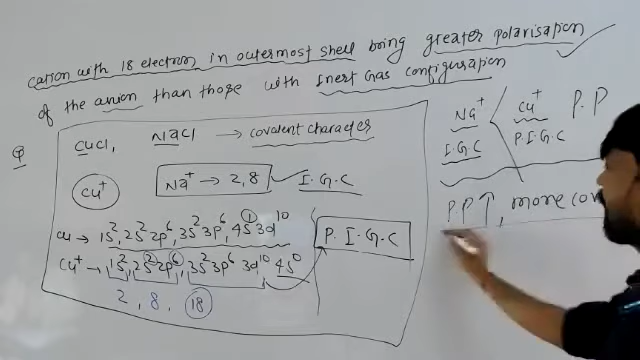 cation with 18 electron in outermost shell bring greater polarisation
of the anion than those with Inert Gas configuration
Q CuCl, NaCl → covalent character
Cu⁺ Na⁺ → 2,8 I.G.C
Cu → 1s², 2s² 2p⁶, 3s² 3p⁶, 4s① 3d¹⁰
Cu⁺ → 1s², 2s² 2p⁶, 3s² 3p⁶ 3d¹⁰ 4s⁰
2, 8, 18
P. I.G.C
Na⁺ < Cu⁺ P.P
I.G.C P.I.G.C
P.P ↑, more